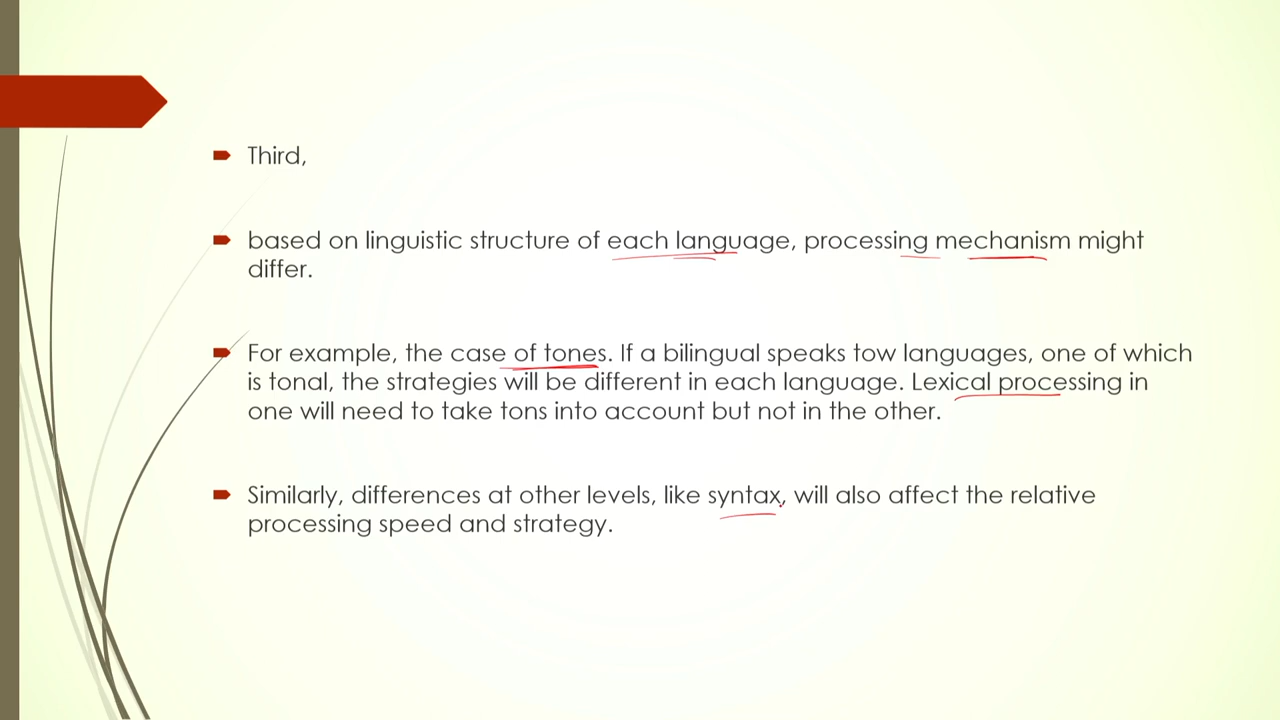 Third,
based on linguistic structure of each language, processing mechanism might
differ.
For example, the case of tones. If a bilingual speaks tow languages, one of which
is tonal, the strategies will be different in each language. Lexical processing in
one will need to take tons into account but not in the other.
Similarly, differences at other levels, like syntax, will also affect the relative
processing speed and strategy.